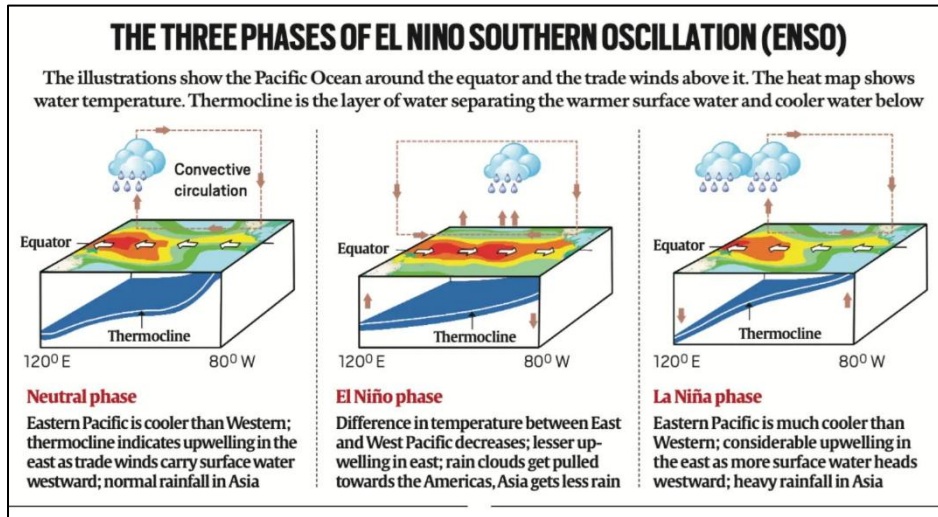 THE THREE PHASES OF EL NINO SOUTHERN OSCILLATION (ENSO)
The illustrations show the Pacific Ocean around the equator and the trade winds above it. The heat map shows
water temperature. Thermocline is the layer of water separating the warmer surface water and cooler water below
Convective
circulation
Equator
Thermocline
120⁰ E
80⁰ W
Neutral phase
Eastern Pacific is cooler than Western;
thermocline indicates upwelling in the
east as trade winds carry surface water
westward; normal rainfall in Asia
Equator
Thermocline
120⁰ E
80⁰ W
El Niño phase
Difference in temperature between East
and West Pacific decreases; lesser up-
welling in east; rain clouds get pulled
towards the Americas, Asia gets less rain
Equator
Thermocline
120⁰ E
80⁰ W
La Niña phase
Eastern Pacific is much cooler than
Western; considerable upwelling in
the east as more surface water heads
westward; heavy rainfall in Asia